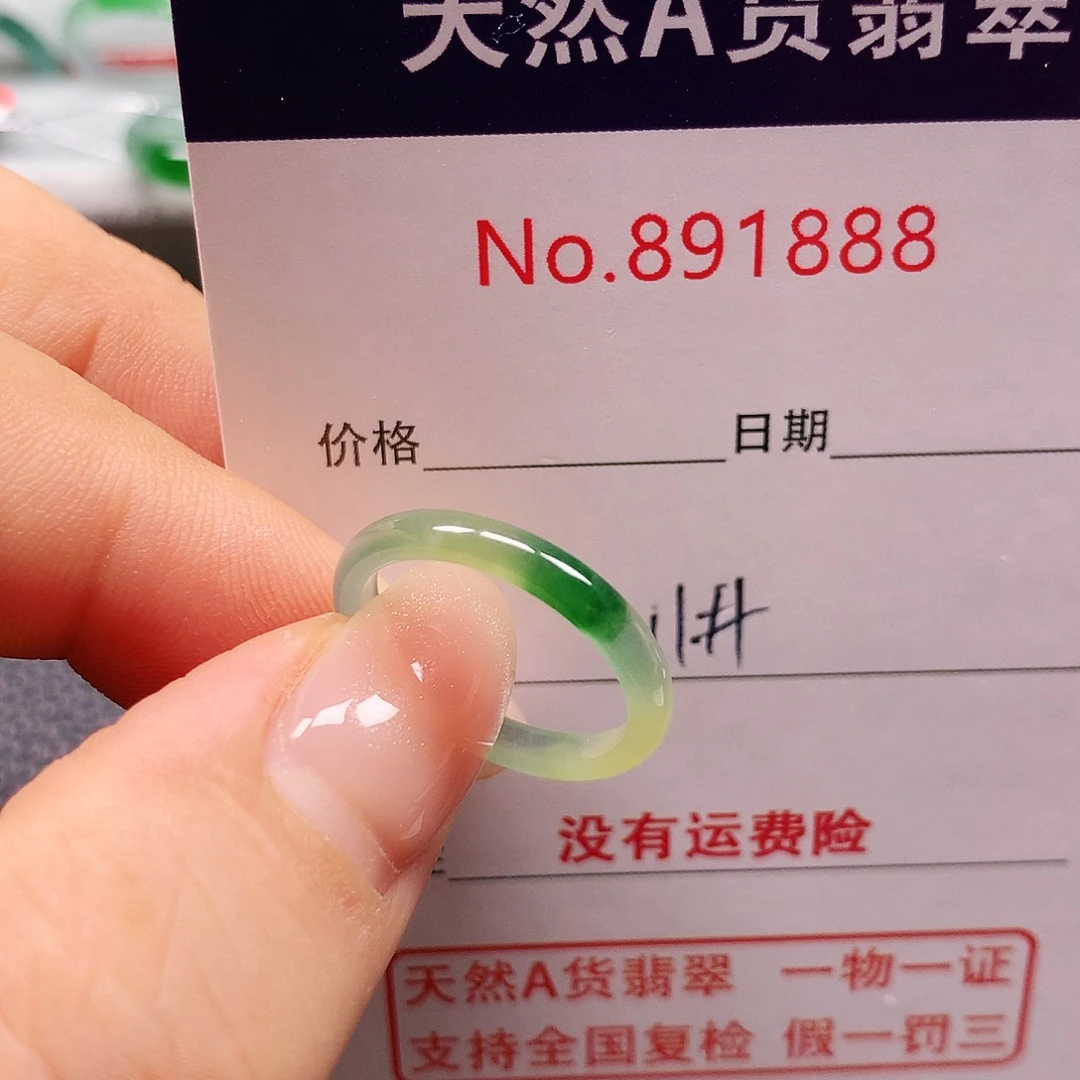 天然A货翡翠
No.891888
价格 日期
没有运费险
天然A货翡翠 一物一证
支持全国复检 假一罚三